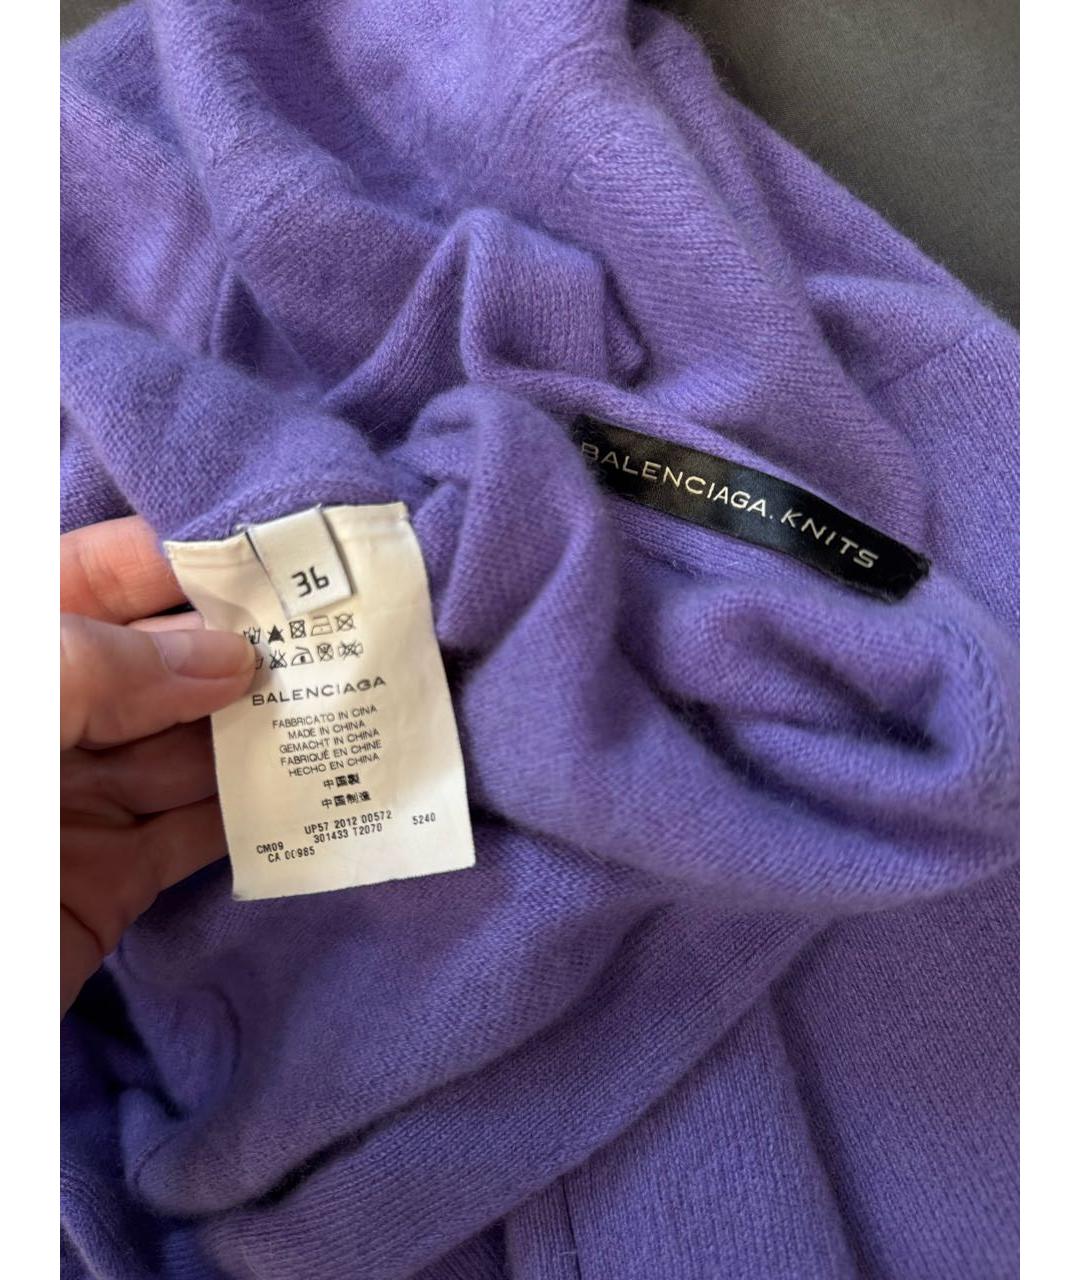 BALENCIAGA. KNITS
36
BALENCIAGA
FABBRICATO IN CINA
MADE IN CHINA
GEMACHT IN CHINA
FABRIQUÉ EN CHINE
HECHO EN CHINA
中国製
中国制造
UP57 2012 00572 5240
CM09 301433 T2070
CA 00985